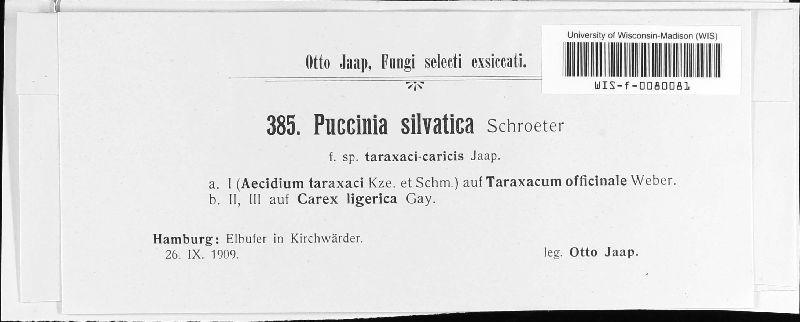 University of Wisconsin-Madison (WIS)
WIS-f-0080081
Otto Jaap, Fungi selecti exsiccati.
385. Puccinia silvatica Schroeter
f. sp. taraxaci-caricis Jaap.
a. I (Aecidium taraxaci Kze. et Schm.) auf Taraxacum officinale Weber.
b. II, III auf Carex ligerica Gay.
Hamburg: Elbufer in Kirchwärder.
26. IX. 1909.
leg. Otto Jaap.